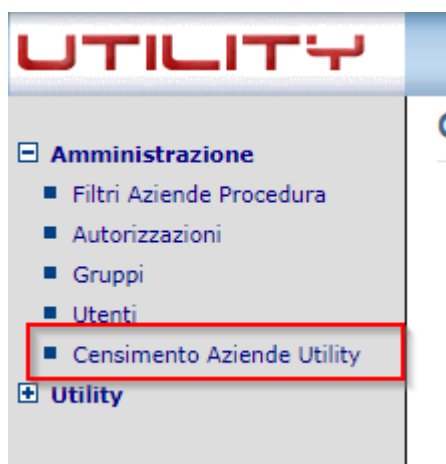 UTILITY
Amministrazione
Filtri Aziende Procedura
Autorizzazioni
Gruppi
Utenti
Censimento Aziende Utility
Utility